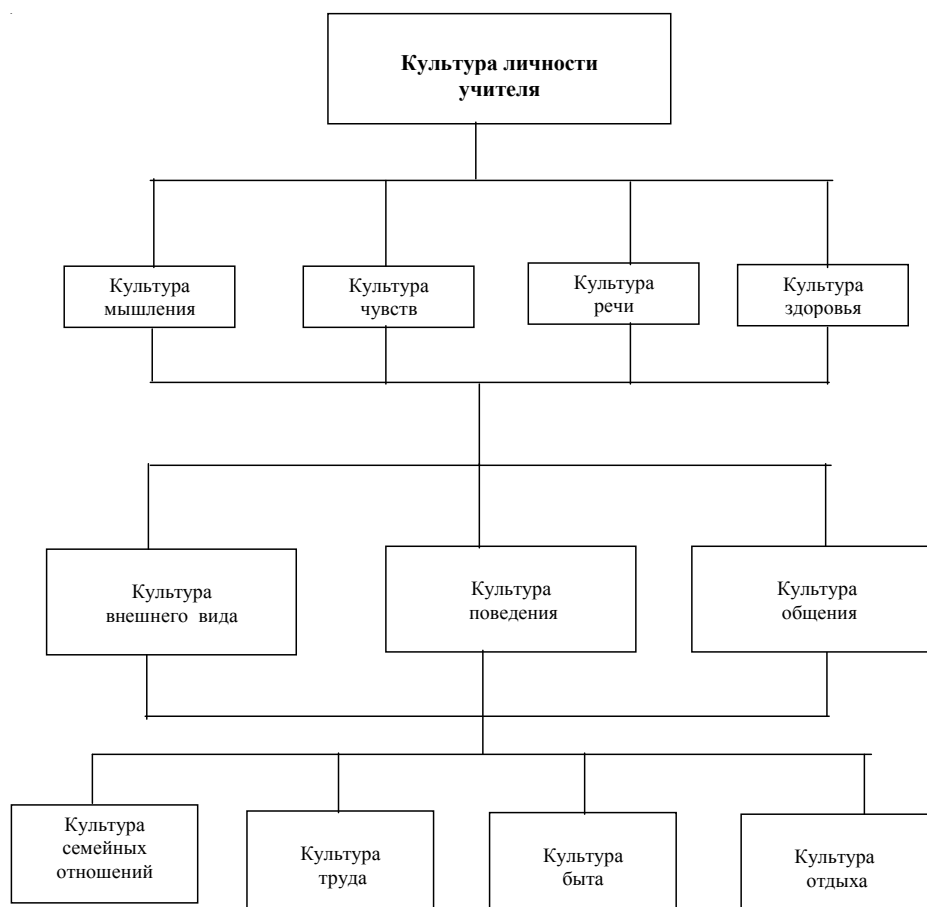 Культура личности
учителя
Культура
мышления
Культура
чувств
Культура
речи
Культура
здоровья
Культура
внешнего вида
Культура
поведения
Культура
общения
Культура
семейных
отношений
Культура
труда
Культура
быта
Культура
отдыха